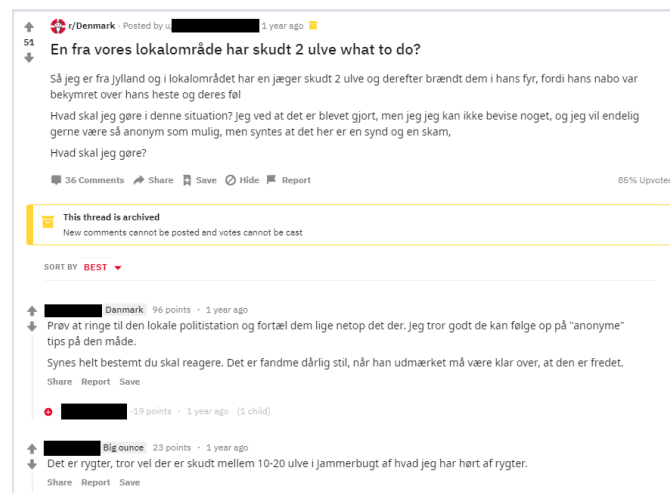 r/Denmark · Posted by u 1 year ago
51
En fra vores lokalområde har skudt 2 ulve what to do?
Så jeg er fra Jylland og i lokalområdet har en jæger skudt 2 ulve og derefter brændt dem i hans fyr, fordi hans nabo var
bekymret over hans heste og deres føl
Hvad skal jeg gøre i denne situation? Jeg ved at det er blevet gjort, men jeg jeg kan ikke bevise noget, og jeg vil endelig
gerne være så anonym som mulig, men syntes at det her er en synd og en skam,
Hvad skal jeg gøre?
36 Comments Share Save Hide Report 85% Upvoted
This thread is archived
New comments cannot be posted and votes cannot be cast
SORT BY BEST
Danmark 96 points · 1 year ago
Prøv at ringe til den lokale politistation og fortæl dem lige netop det der. Jeg tror godt de kan følge op på "anonyme"
tips på den måde.
Synes helt bestemt du skal reagere. Det er fandme dårlig stil, når han udmærket må være klar over, at den er fredet.
Share Report Save
-19 points · 1 year ago (1 child)
Big ounce 23 points · 1 year ago
Det er rygter, tror vel der er skudt mellem 10-20 ulve i Jammerbugt af hvad jeg har hørt af rygter.
Share Report Save